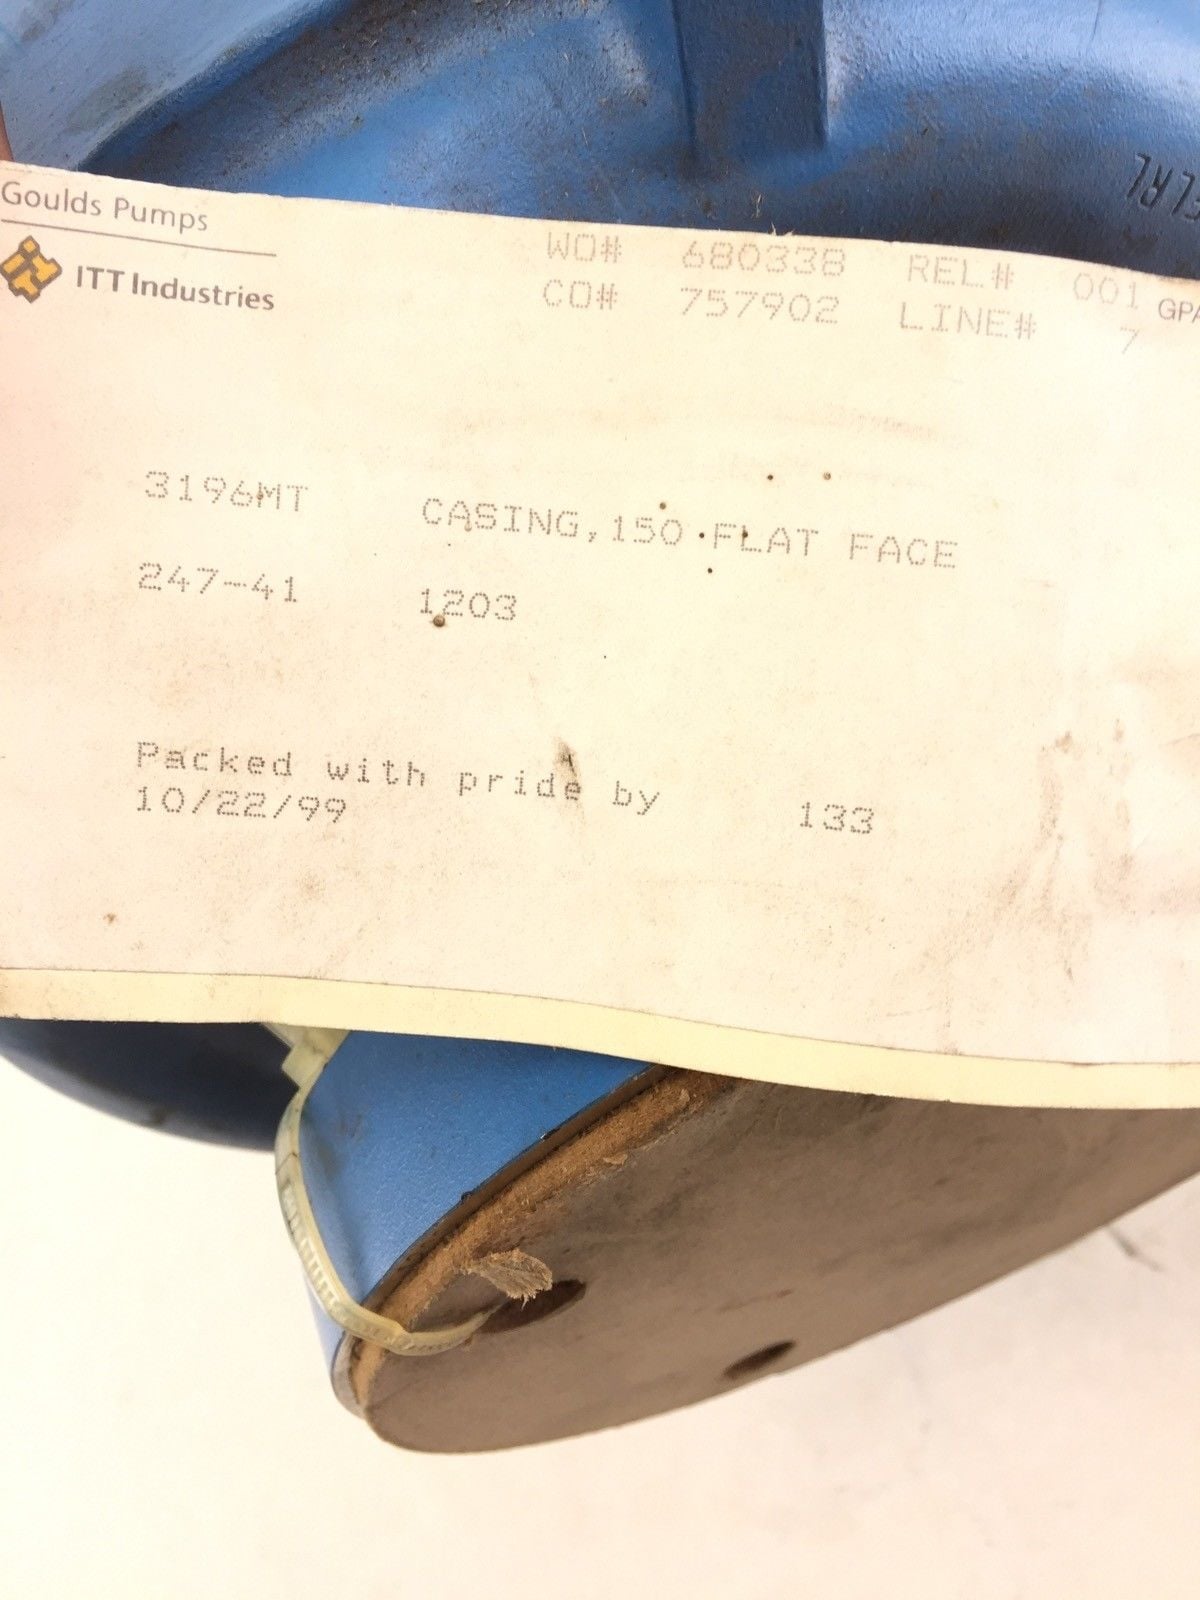 Goulds Pumps
ITT Industries
WO# 680338 REL# 001
CO# 757902 LINE# 7
3196MT CASING,150 FLAT FACE
247-41 1203
Packed with pride by 133
10/22/99